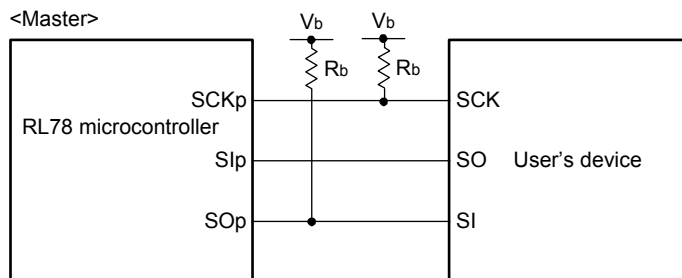 <Master>
Vb
Vb
Rb
Rb
SCKp
SCK
RL78 microcontroller
SIp
SO
User's device
SOp
SI